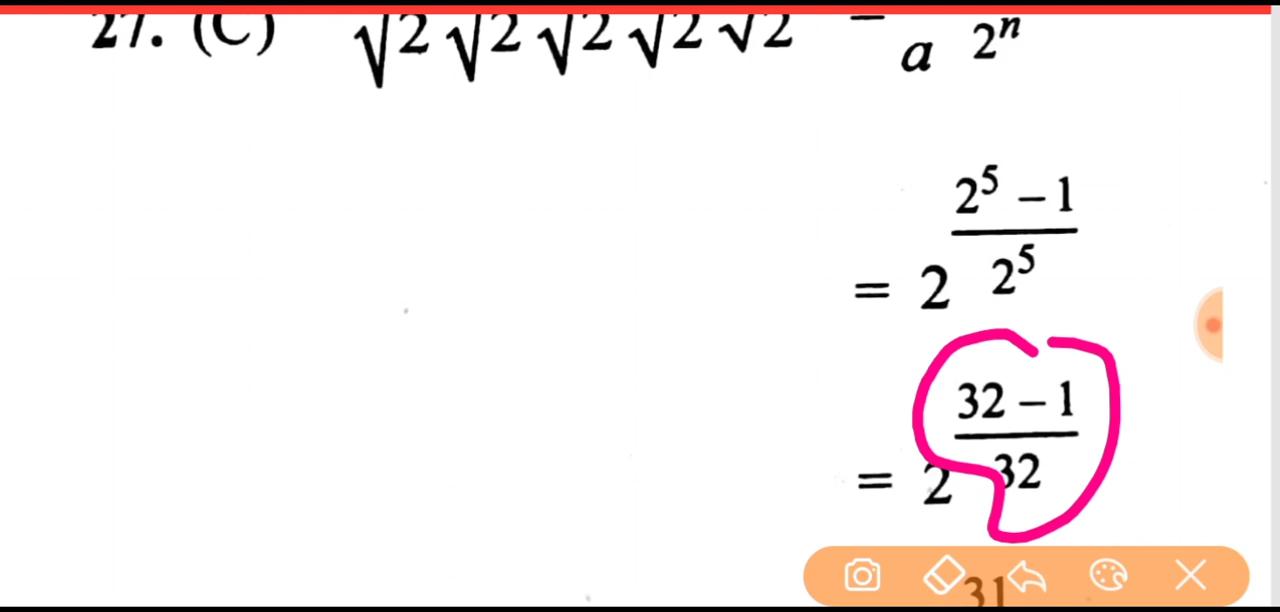 27. (C) √2 √2 √2 √2 √2 = a 2ⁿ
= 2^((2⁵ − 1)/2⁵)
= 2^((32 − 1)/32)
31